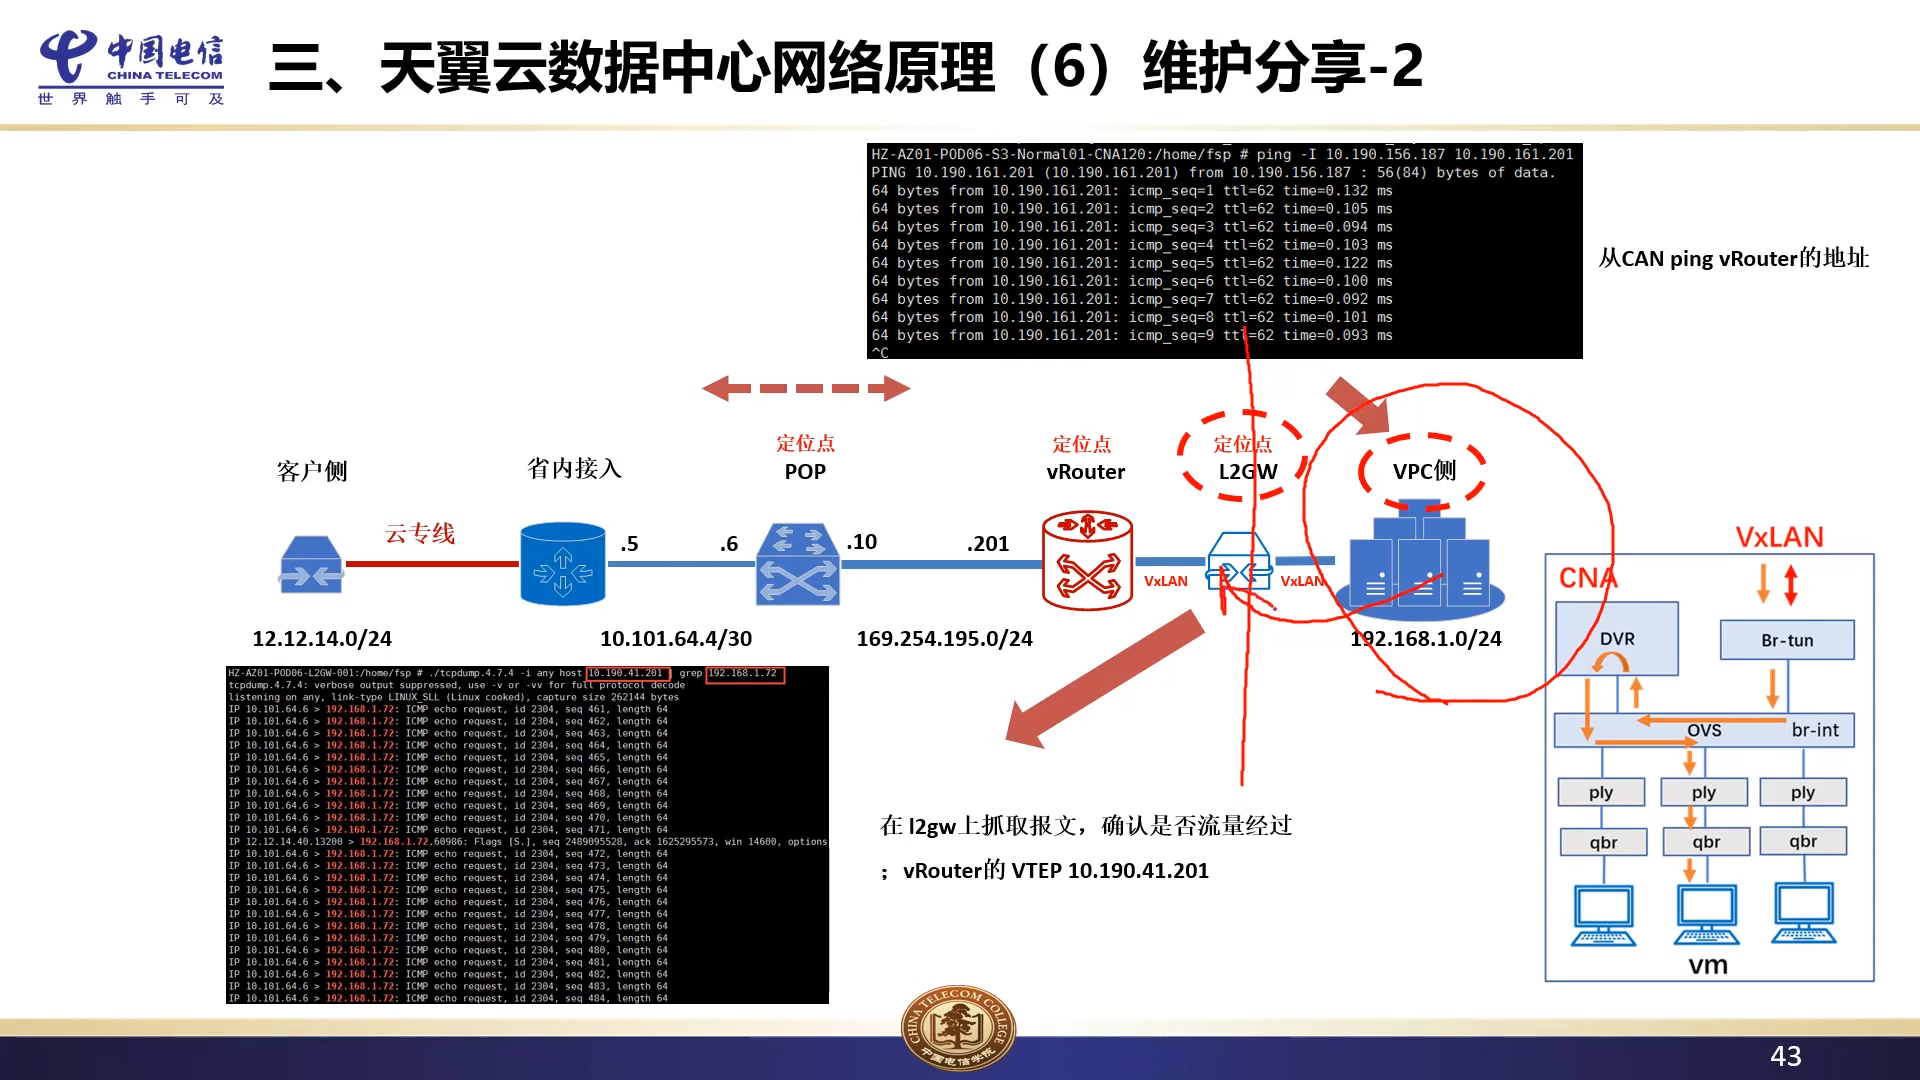 中国电信
CHINA TELECOM
世界触手可及
三、天翼云数据中心网络原理（6）维护分享-2
HZ-AZ01-POD06-S3-Normal01-CNA120:/home/fsp # ping -I 10.190.156.187 10.190.161.201
PING 10.190.161.201 (10.190.161.201) from 10.190.156.187 : 56(84) bytes of data.
64 bytes from 10.190.161.201: icmp_seq=1 ttl=62 time=0.132 ms
64 bytes from 10.190.161.201: icmp_seq=2 ttl=62 time=0.105 ms
64 bytes from 10.190.161.201: icmp_seq=3 ttl=62 time=0.094 ms
64 bytes from 10.190.161.201: icmp_seq=4 ttl=62 time=0.103 ms
64 bytes from 10.190.161.201: icmp_seq=5 ttl=62 time=0.122 ms
64 bytes from 10.190.161.201: icmp_seq=6 ttl=62 time=0.100 ms
64 bytes from 10.190.161.201: icmp_seq=7 ttl=62 time=0.092 ms
64 bytes from 10.190.161.201: icmp_seq=8 ttl=62 time=0.101 ms
64 bytes from 10.190.161.201: icmp_seq=9 ttl=62 time=0.093 ms
^C
从CAN ping vRouter的地址
客户侧
省内接入
定位点
POP
定位点
vRouter
定位点
L2GW
VPC侧
云专线
.5
.6
.10
.201
VxLAN
VxLAN
12.12.14.0/24
10.101.64.4/30
169.254.195.0/24
192.168.1.0/24
HZ-AZ01-POD06-L2GW-001:/home/fsp # ./tcpdump.4.7.4 -i any host 10.190.41.201 | grep 192.168.1.72
tcpdump.4.7.4: verbose output suppressed, use -v or -vv for full protocol decode
listening on any, link-type LINUX_SLL (Linux cooked), capture size 262144 bytes
IP 10.101.64.6 > 192.168.1.72: ICMP echo request, id 2304, seq 461, length 64
IP 10.101.64.6 > 192.168.1.72: ICMP echo request, id 2304, seq 462, length 64
IP 10.101.64.6 > 192.168.1.72: ICMP echo request, id 2304, seq 463, length 64
IP 10.101.64.6 > 192.168.1.72: ICMP echo request, id 2304, seq 464, length 64
IP 10.101.64.6 > 192.168.1.72: ICMP echo request, id 2304, seq 465, length 64
IP 10.101.64.6 > 192.168.1.72: ICMP echo request, id 2304, seq 466, length 64
IP 10.101.64.6 > 192.168.1.72: ICMP echo request, id 2304, seq 467, length 64
IP 10.101.64.6 > 192.168.1.72: ICMP echo request, id 2304, seq 468, length 64
IP 10.101.64.6 > 192.168.1.72: ICMP echo request, id 2304, seq 469, length 64
IP 10.101.64.6 > 192.168.1.72: ICMP echo request, id 2304, seq 470, length 64
IP 10.101.64.6 > 192.168.1.72: ICMP echo request, id 2304, seq 471, length 64
IP 12.12.14.40.13200 > 192.168.1.72.60986: Flags [S.], seq 2489095528, ack 1625295573, win 14600, options
IP 10.101.64.6 > 192.168.1.72: ICMP echo request, id 2304, seq 472, length 64
IP 10.101.64.6 > 192.168.1.72: ICMP echo request, id 2304, seq 473, length 64
IP 10.101.64.6 > 192.168.1.72: ICMP echo request, id 2304, seq 474, length 64
IP 10.101.64.6 > 192.168.1.72: ICMP echo request, id 2304, seq 475, length 64
IP 10.101.64.6 > 192.168.1.72: ICMP echo request, id 2304, seq 476, length 64
IP 10.101.64.6 > 192.168.1.72: ICMP echo request, id 2304, seq 477, length 64
IP 10.101.64.6 > 192.168.1.72: ICMP echo request, id 2304, seq 478, length 64
IP 10.101.64.6 > 192.168.1.72: ICMP echo request, id 2304, seq 479, length 64
IP 10.101.64.6 > 192.168.1.72: ICMP echo request, id 2304, seq 480, length 64
IP 10.101.64.6 > 192.168.1.72: ICMP echo request, id 2304, seq 481, length 64
IP 10.101.64.6 > 192.168.1.72: ICMP echo request, id 2304, seq 482, length 64
IP 10.101.64.6 > 192.168.1.72: ICMP echo request, id 2304, seq 483, length 64
IP 10.101.64.6 > 192.168.1.72: ICMP echo request, id 2304, seq 484, length 64
在 l2gw上抓取报文，确认是否流量经过
；vRouter的 VTEP 10.190.41.201
VxLAN
CNA
DVR
Br-tun
OVS
br-int
ply
ply
ply
qbr
qbr
qbr
vm
CHINA TELECOM COLLEGE
中国电信学院
43